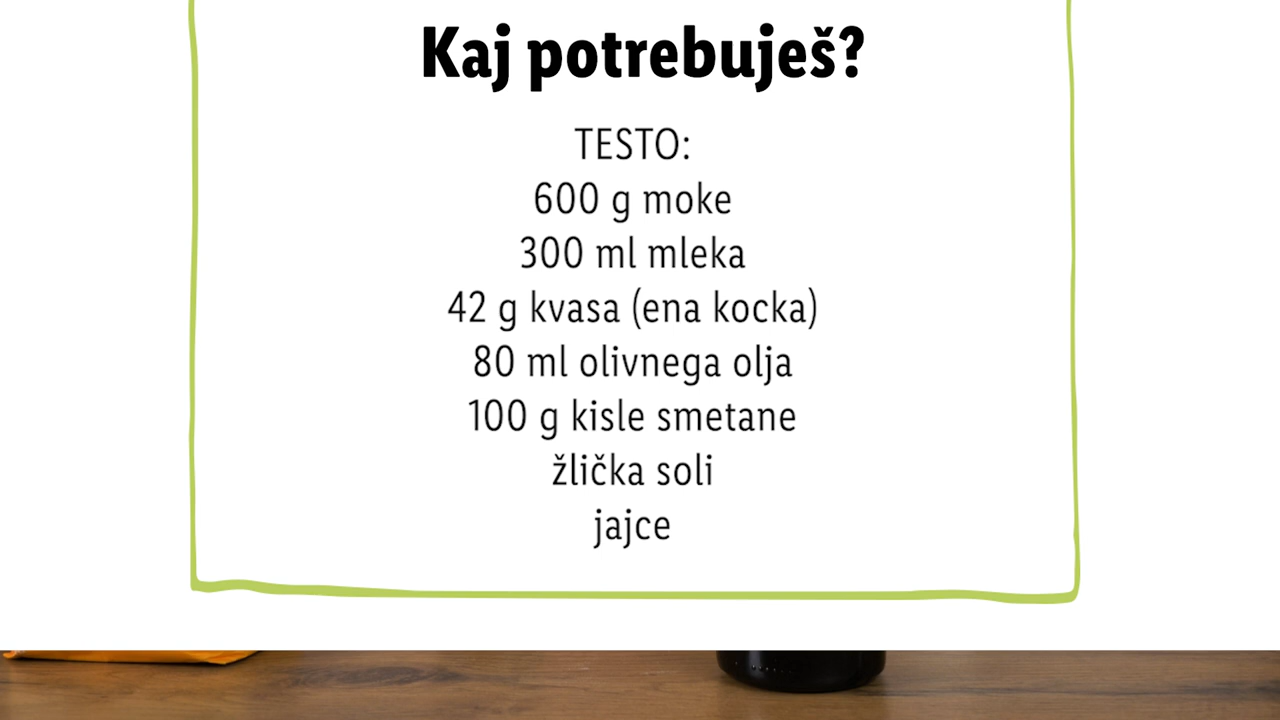 Kaj potrebuješ?
TESTO:
600 g moke
300 ml mleka
42 g kvasa (ena kocka)
80 ml olivnega olja
100 g kisle smetane
žlička soli
jajce